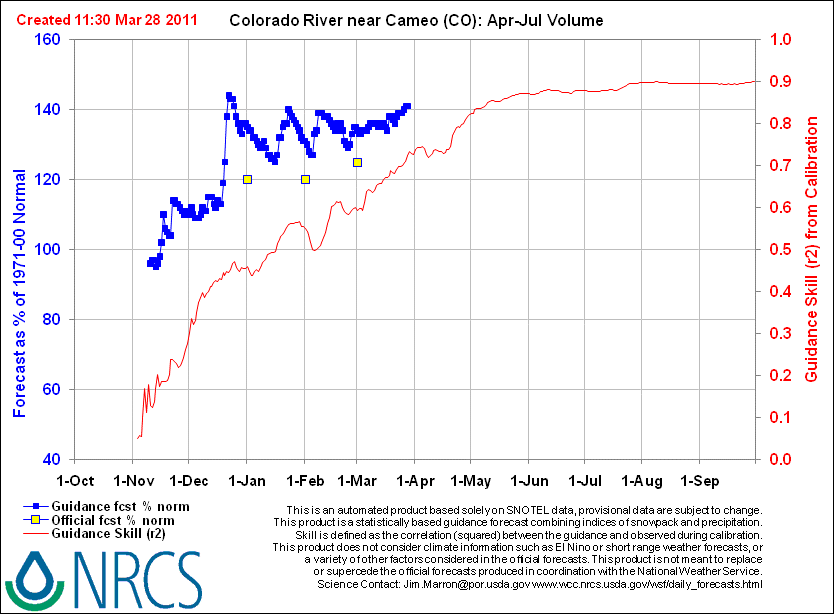 Created 11:30 Mar 28 2011
Colorado River near Cameo (CO): Apr-Jul Volume
160
140
120
100
80
60
40
Forecast as % of 1971-00 Normal
1.0
0.9
0.8
0.7
0.6
0.5
0.4
0.3
0.2
0.1
0.0
Guidance Skill (r2) from Calibration
1-Oct 1-Nov 1-Dec 1-Jan 1-Feb 1-Mar 1-Apr 1-May 1-Jun 1-Jul 1-Aug 1-Sep
Guidance fcst % norm
Official fcst % norm
Guidance Skill (r2)
This is an automated product based solely on SNOTEL data, provisional data are subject to change.
This product is a statistically based guidance forecast combining indices of snowpack and precipitation.
Skill is defined as the correlation (squared) between the guidance and observed during calibration.
This product does not consider climate information such as El Nino or short range weather forecasts, or
a variety of other factors considered in the official forecasts. This product is not meant to replace
or supercede the official forecasts produced in coordination with the National Weather Service.
Science Contact: Jim.Marron@por.usda.gov www.wcc.nrcs.usda.gov/wsf/daily_forecasts.html
NRCS